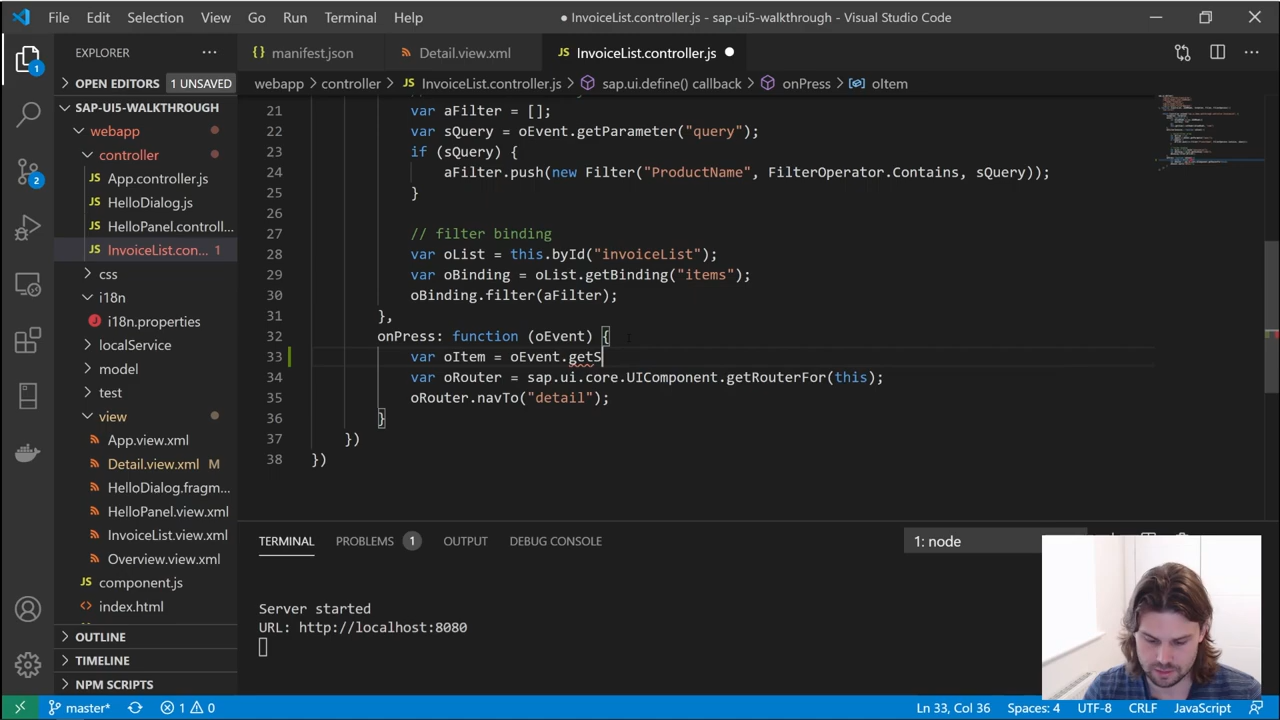 File Edit Selection View Go Run Terminal Help
● InvoiceList.controller.js - sap-ui5-walkthrough - Visual Studio Code
EXPLORER
manifest.json
Detail.view.xml
JS InvoiceList.controller.js
OPEN EDITORS 1 UNSAVED
webapp > controller > JS InvoiceList.controller.js > sap.ui.define() callback > onPress > oItem
SAP-UI5-WALKTHROUGH
webapp
controller
JS App.controller.js
JS HelloDialog.js
JS HelloPanel.controll...
JS InvoiceList.con... 1
css
i18n
i18n.properties
localService
model
test
view
App.view.xml
Detail.view.xml M
HelloDialog.fragm...
HelloPanel.view.xml
InvoiceList.view.xml
Overview.view.xml
JS component.js
index.html
OUTLINE
TIMELINE
NPM SCRIPTS
1
2
21 var aFilter = [];
22 var sQuery = oEvent.getParameter("query");
23 if (sQuery) {
24 aFilter.push(new Filter("ProductName", FilterOperator.Contains, sQuery));
25 }
26
27 // filter binding
28 var oList = this.byId("invoiceList");
29 var oBinding = oList.getBinding("items");
30 oBinding.filter(aFilter);
31 },
32 onPress: function (oEvent) {
33 var oItem = oEvent.getS
34 var oRouter = sap.ui.core.UIComponent.getRouterFor(this);
35 oRouter.navTo("detail");
36 }
37 })
38 })
TERMINAL PROBLEMS 1 OUTPUT DEBUG CONSOLE 1: node
Server started
URL: http://localhost:8080
master* 1 0 Ln 33, Col 36 Spaces: 4 UTF-8 CRLF JavaScript